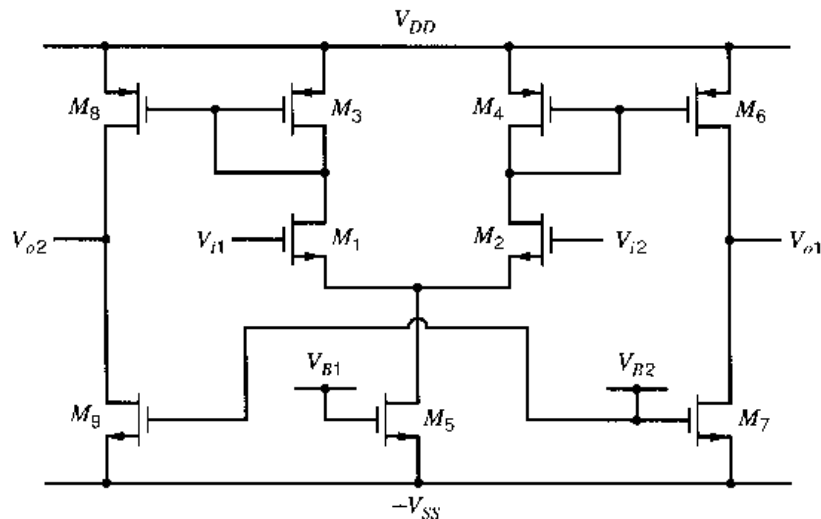 V_DD
M_8
M_3
M_4
M_6
V_o2
V_i1
M_1
M_2
V_i2
V_o1
V_B1
V_B2
M_9
M_5
M_7
−V_SS